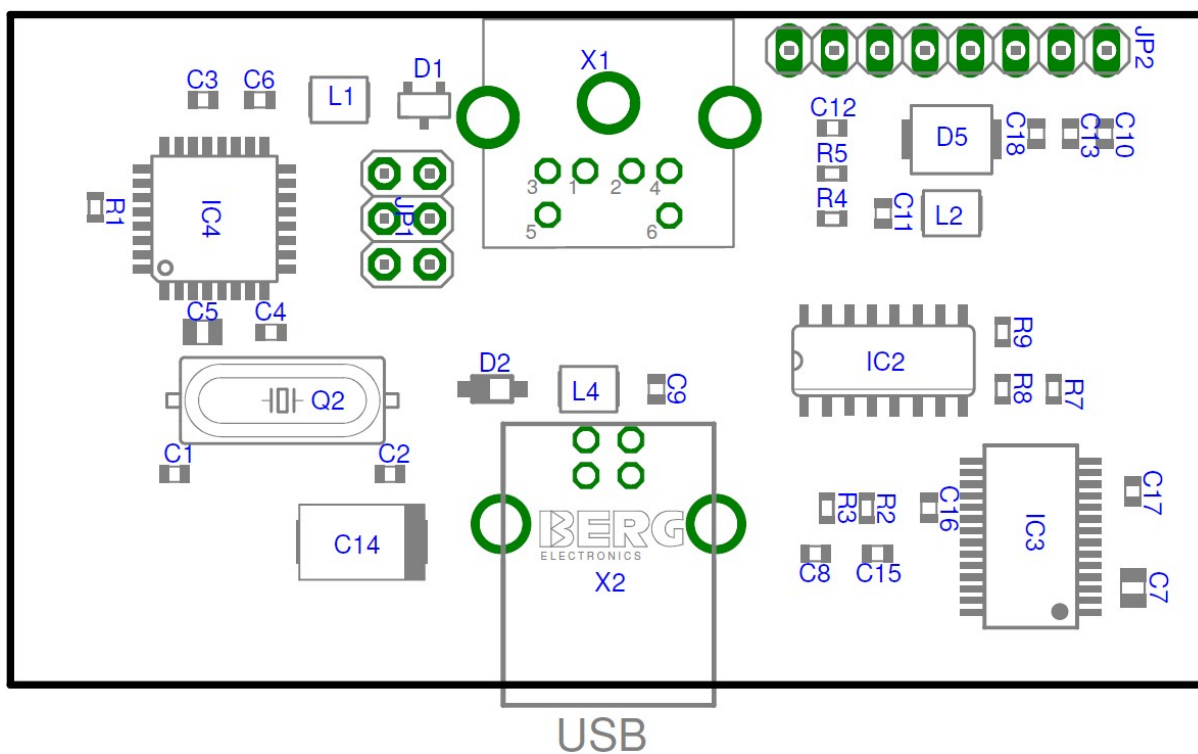 X1
JP2
D1
C3
C6
L1
C12
D5
C18
C13
C10
R5
3
1
2
4
R1
IC4
JP1
R4
C11
L2
5
6
C5
C4
R9
IC2
D2
Q2
L4
C9
R8
R7
C1
C2
C17
R3
R2
C16
IC3
BERG
ELECTRONICS
C14
C8
C15
X2
C7
USB